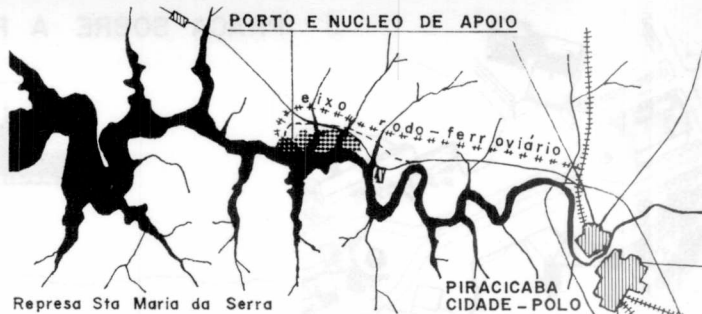 PORTO E NUCLEO DE APOIO
eixo rodo-ferroviário
PIRACICABA
CIDADE-POLO
Represa Sta Maria da Serra